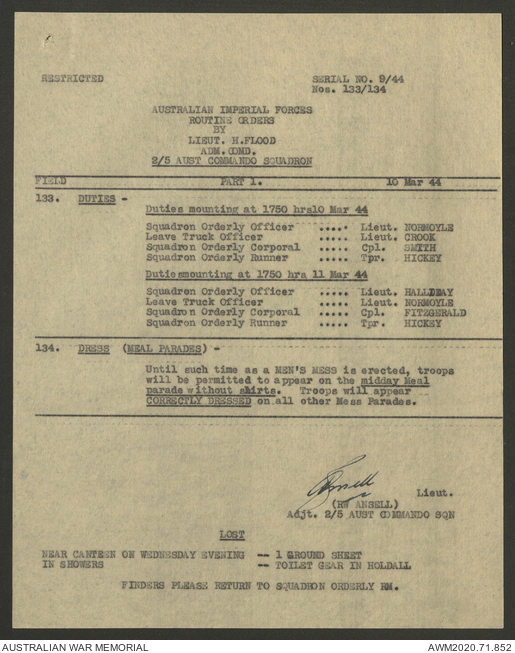 RESTRICTED SERIAL NO. 9/44
Nos. 133/134
AUSTRALIAN IMPERIAL FORCES
ROUTINE ORDERS
BY
LIEUT. H.FLOOD
ADM.COMD.
2/5 AUST COMMANDO SQUADRON
FIELD PART 1. 10 Mar 44
133. DUTIES -
Duties mounting at 1750 hrs10 Mar 44
Squadron Orderly Officer ..... Lieut. NORMOYLE
Leave Truck Officer ..... Lieut. CROOK
Squadron Orderly Corporal ..... Cpl. SMITH
Squadron Orderly Runner ..... Tpr. HICKEY
Dutiesmounting at 1750 hrs 11 Mar 44
Squadron Orderly Officer ..... Lieut.
Leave Truck Officer ..... Lieut. NORMOYLE
Squadron Orderly Corporal ..... Cpl. FITZGERALD
Squadron Orderly Runner ..... Tpr. HICKEY
134. DRESS (MEAL PARADES) -
Until such time as a MEN'S MESS is erected, troops
will be permitted to appear on the midday Meal
parade without shirts. Troops will appear
CORRECTLY DRESSED on all other Mess Parades.
Lieut.
(RW ANSELL)
Adjt. 2/5 AUST COMMANDO SQN
LOST
NEAR CANTEEN ON WEDNESDAY EVENING -- 1 GROUND SHEET
IN SHOWERS -- TOILET GEAR IN HOLDALL
FINDERS PLEASE RETURN TO SQUADRON ORDERLY RM.
AUSTRALIAN WAR MEMORIAL AWM2020.71.852